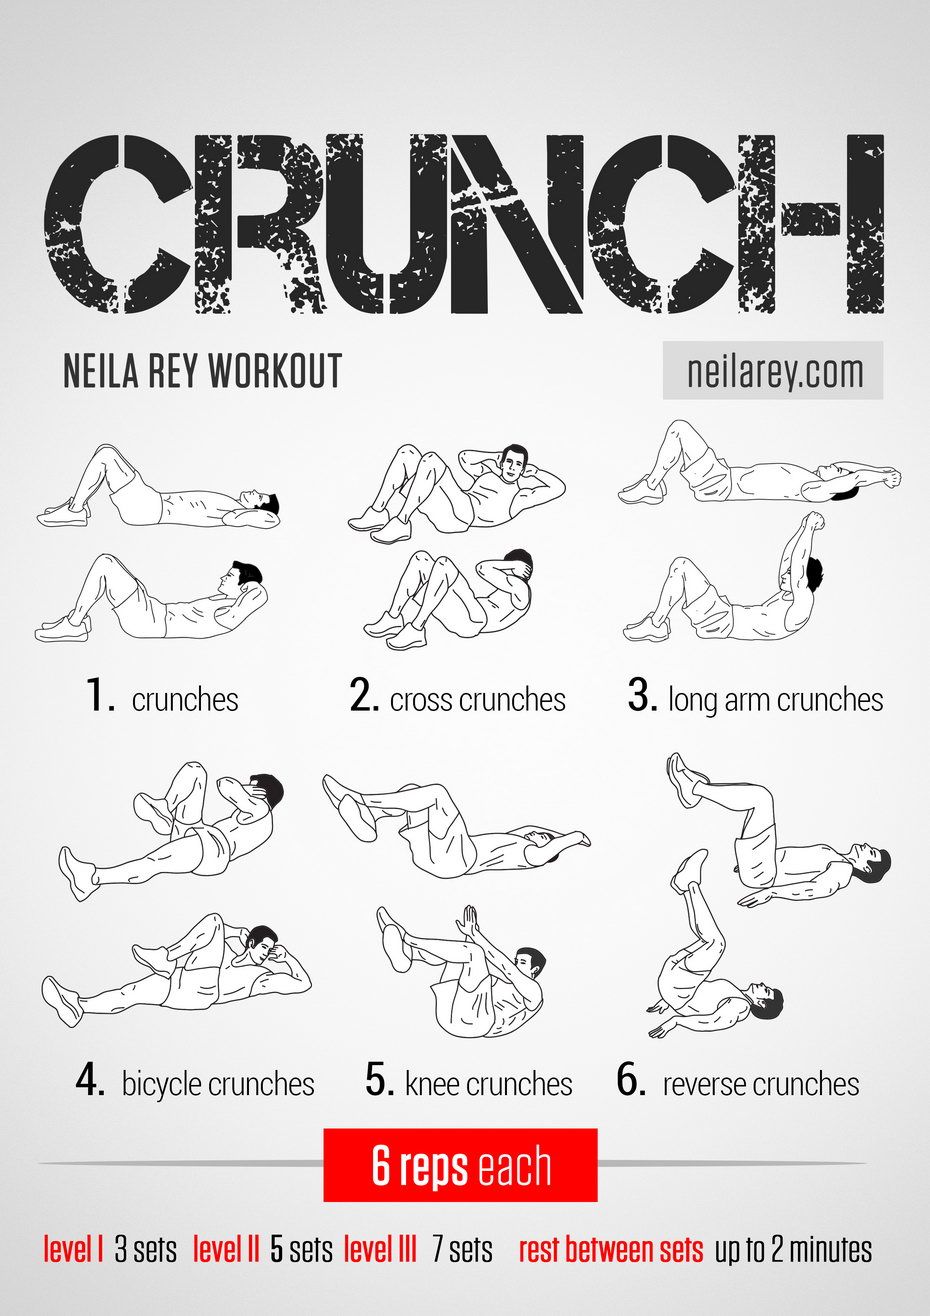 CRUNCH
NEILA REY WORKOUT
neilarey.com
1. crunches
2. cross crunches
3. long arm crunches
4. bicycle crunches
5. knee crunches
6. reverse crunches
6 reps each
level I 3 sets level II 5 sets level III 7 sets rest between sets up to 2 minutes